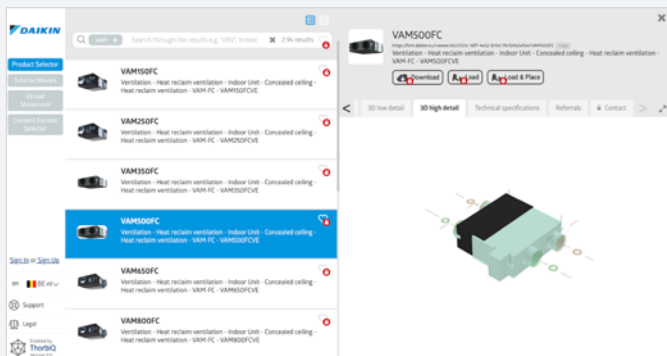 DAIKIN
Product Selector
Tutorial Movies
Virtual
Showroom
Content Format
Selector
Sign In or Sign Up
en
BE-nl
Support
Legal
Enabled by
ThorbiQ
vam x
Search through the results e.g. 'VRV', 'Indoor
X 2.9k results
VAM150FC
Ventilation - Heat reclaim ventilation - Indoor Unit - Concealed ceiling -
Heat reclaim ventilation - VAM-FC - VAM150FCVE
VAM250FC
Ventilation - Heat reclaim ventilation - Indoor Unit - Concealed ceiling -
Heat reclaim ventilation - VAM-FC - VAM250FCVE
VAM350FC
Ventilation - Heat reclaim ventilation - Indoor Unit - Concealed ceiling -
Heat reclaim ventilation - VAM-FC - VAM350FCVE
VAM500FC
Ventilation - Heat reclaim ventilation - Indoor Unit - Concealed ceiling -
Heat reclaim ventilation - VAM-FC - VAM500FCVE
VAM650FC
Ventilation - Heat reclaim ventilation - Indoor Unit - Concealed ceiling -
Heat reclaim ventilation - VAM-FC - VAM650FCVE
VAM800FC
Ventilation - Heat reclaim ventilation - Indoor Unit - Concealed ceiling -
Heat reclaim ventilation - VAM-FC - VAM800FCVE
VAM500FC
Ventilation - Heat reclaim ventilation - Indoor Unit - Concealed ceiling - Heat reclaim ventilation -
VAM-FC - VAM500FCVE
Download
Load
Load & Place
3D low detail
3D high detail
Technical specifications
Referrals
Contact